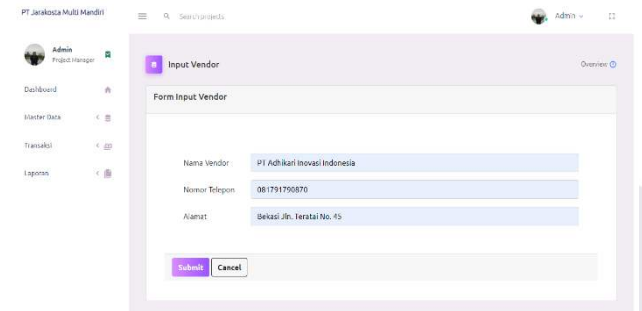 PT Jarakosta Multi Mandiri
Search projects
Admin
Admin
Project Manager
Input Vendor
Overview
Dashboard
Form Input Vendor
Master Data
Transaksi
Nama Vendor PT Adhikari Inovasi Indonesia
Laporan
Nomor Telepon 081791790870
Alamat Bekasi Jln. Teratai No. 45
Submit Cancel